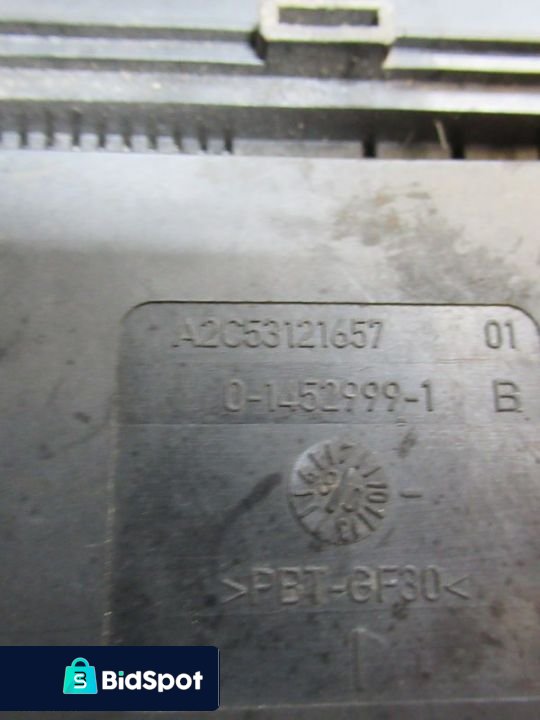 A2C53121657 01
0-1452999-1 B
>PBT-GF30<
BidSpot